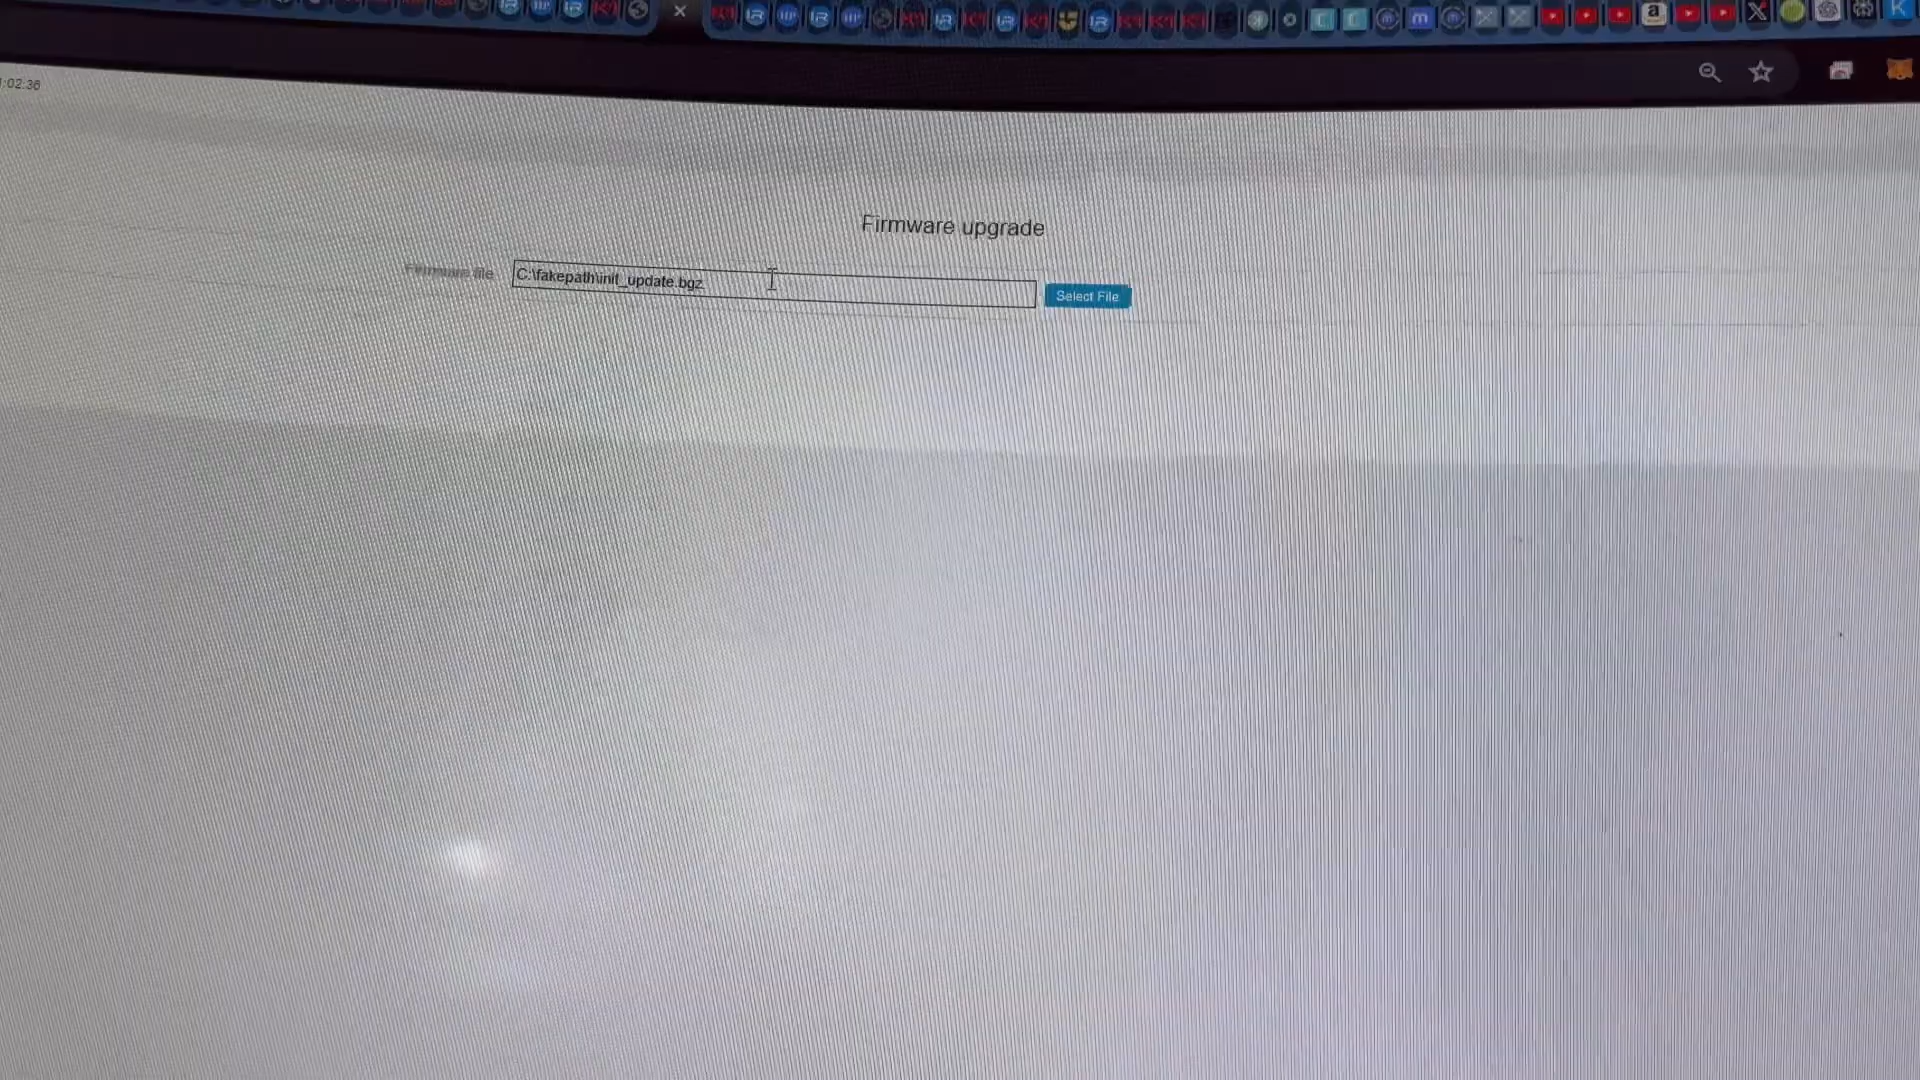 :02:36
Firmware upgrade
Firmware file
C:\fakepath\init_update.bgz
Select File